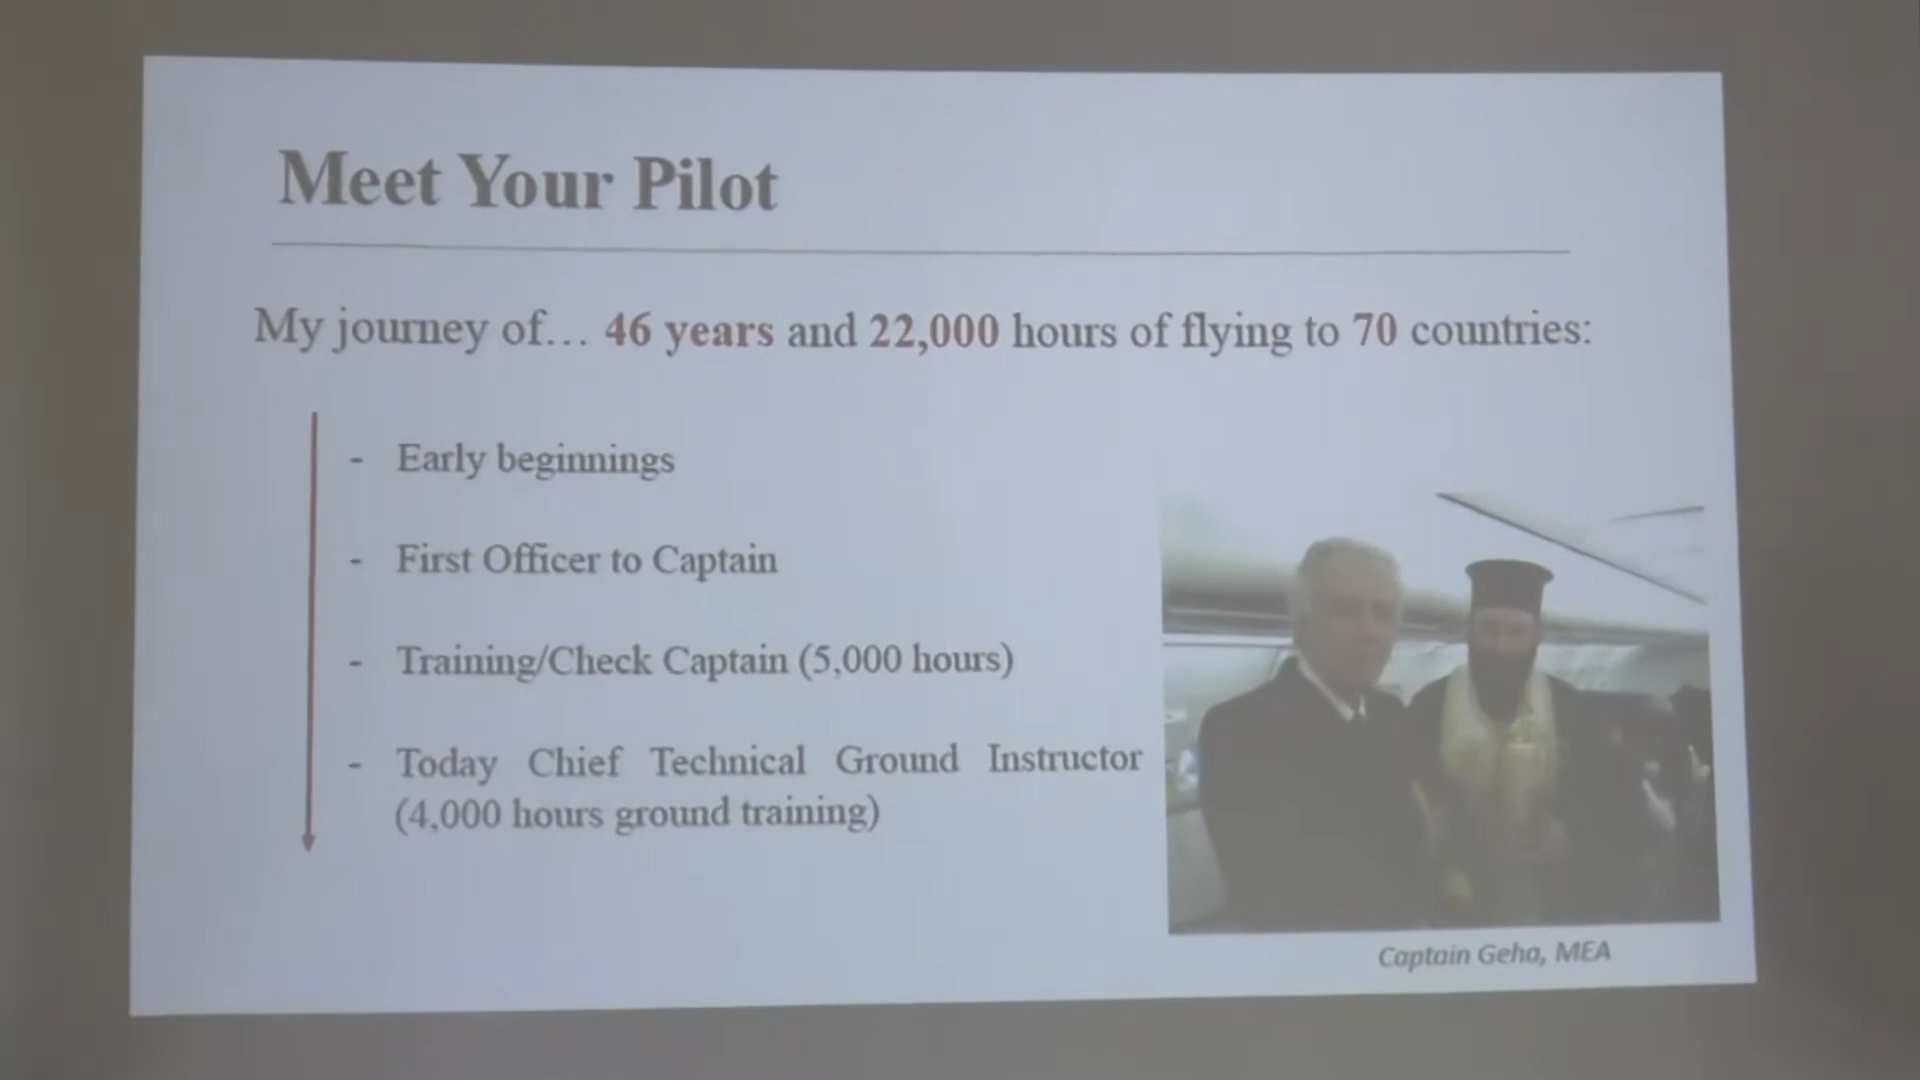 Meet Your Pilot
My journey of... 46 years and 22,000 hours of flying to 70 countries:
- Early beginnings
- First Officer to Captain
- Training/Check Captain (5,000 hours)
- Today Chief Technical Ground Instructor
(4,000 hours ground training)
Captain Geha, MEA